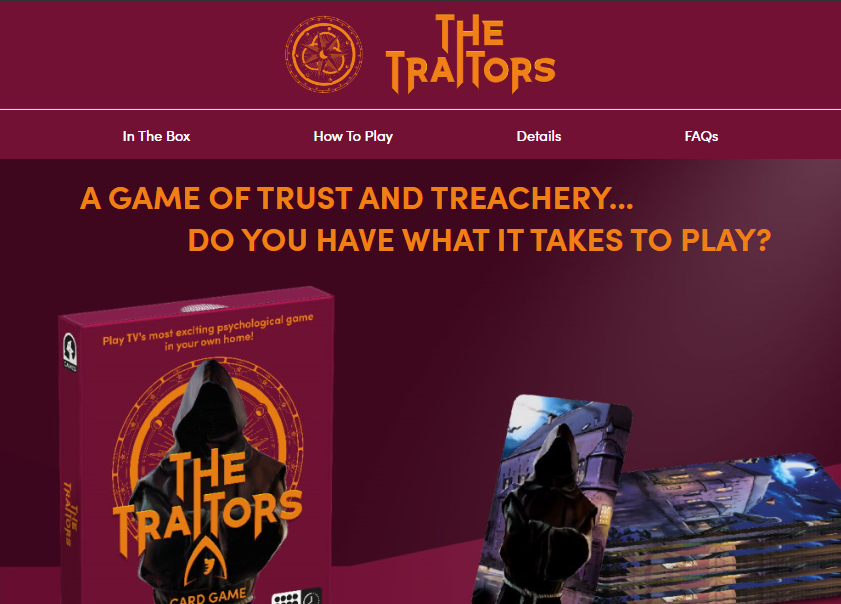 THE
TRAITORS
In The Box
How To Play
Details
FAQs
A GAME OF TRUST AND TREACHERY...
DO YOU HAVE WHAT IT TAKES TO PLAY?
Play TV's most exciting psychological game
in your own home!
GAMES
THE
TRAITORS
THE
TRAITORS
CARD GAME